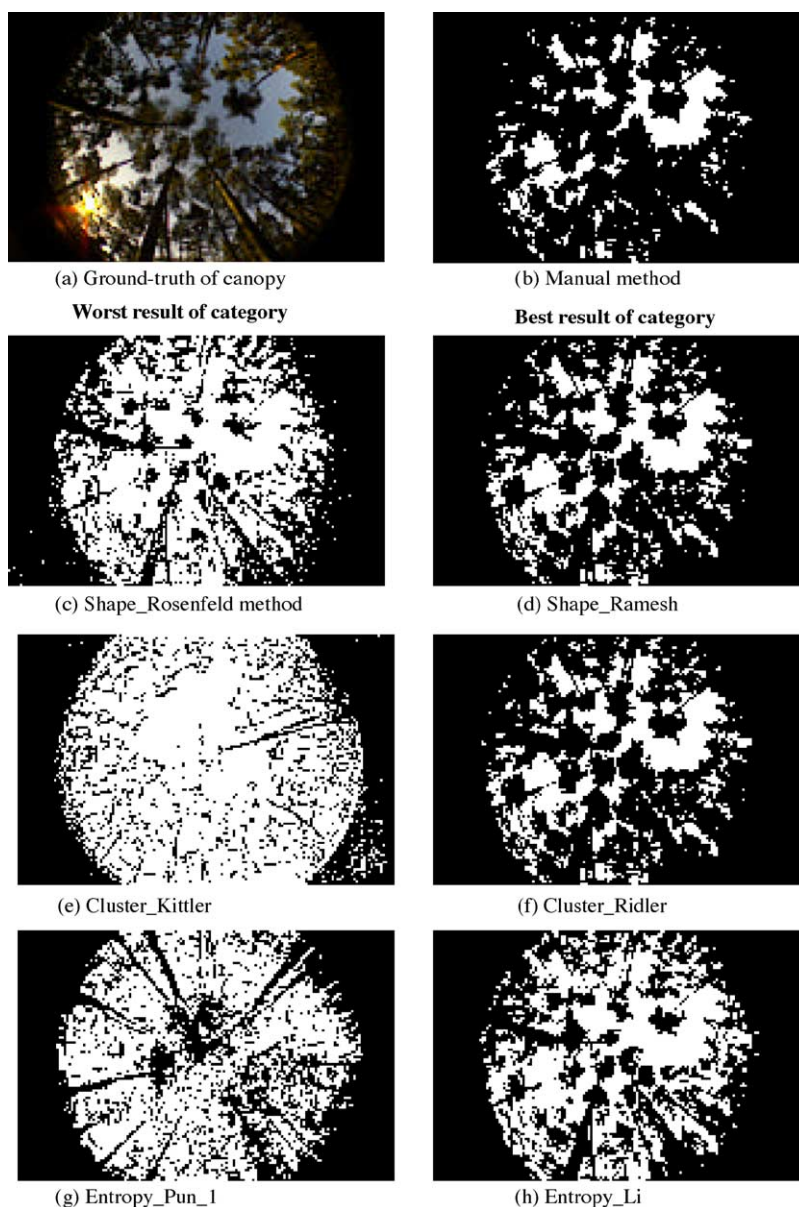 (a) Ground-truth of canopy
(b) Manual method
Worst result of category
Best result of category
(c) Shape_Rosenfeld method
(d) Shape_Ramesh
(e) Cluster_Kittler
(f) Cluster_Ridler
(g) Entropy_Pun_1
(h) Entropy_Li